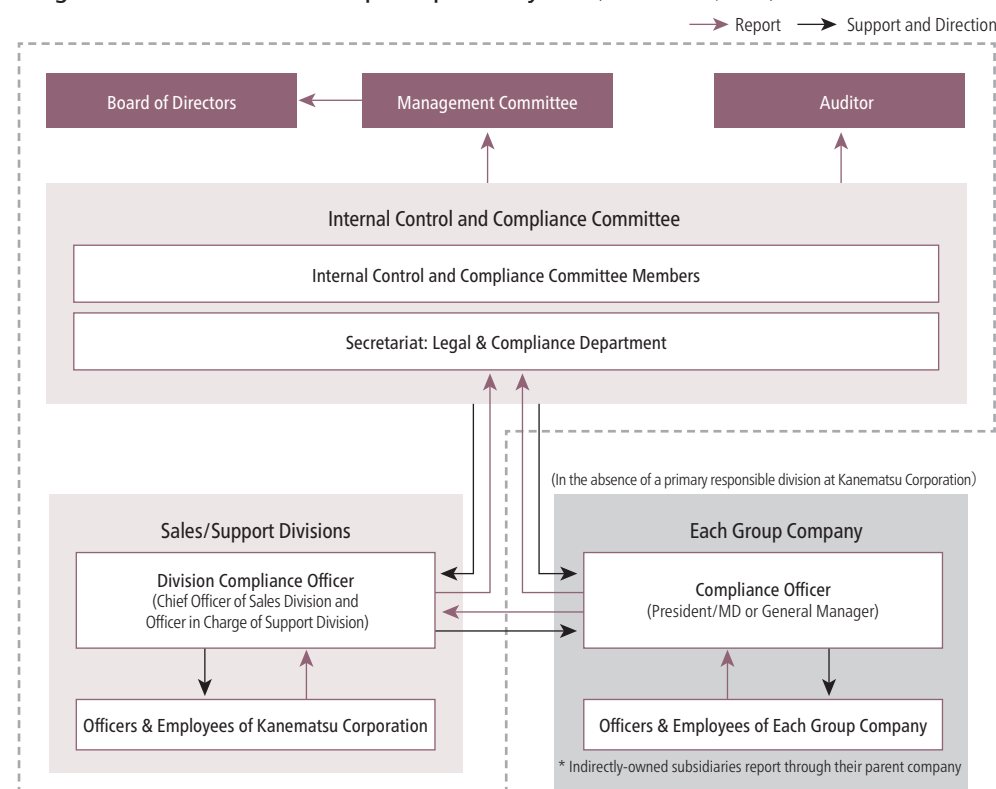 Report
Support and Direction
Board of Directors
Management Committee
Auditor
Internal Control and Compliance Committee
Internal Control and Compliance Committee Members
Secretariat: Legal & Compliance Department
(In the absence of a primary responsible division at Kanematsu Corporation)
Sales/Support Divisions
Division Compliance Officer
(Chief Officer of Sales Division and
Officer in Charge of Support Division)
Officers & Employees of Kanematsu Corporation
Each Group Company
Compliance Officer
(President/MD or General Manager)
Officers & Employees of Each Group Company
* Indirectly-owned subsidiaries report through their parent company